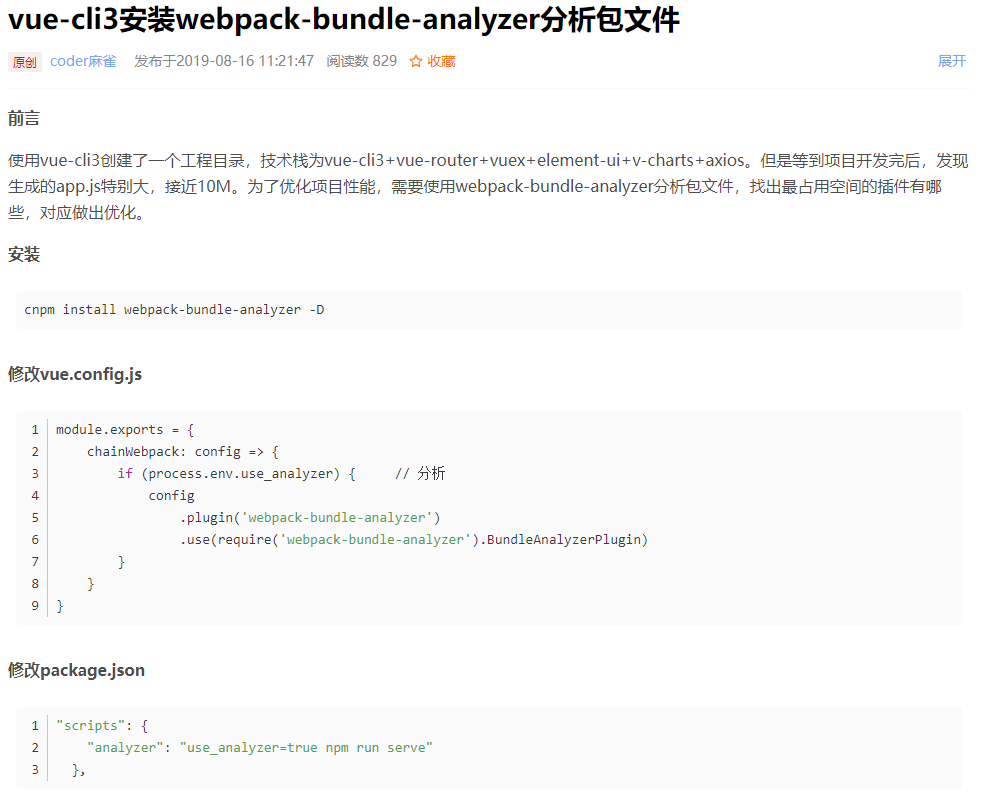 vue-cli3安装webpack-bundle-analyzer分析包文件
原创 coder麻雀 发布于2019-08-16 11:21:47 阅读数 829 ☆ 收藏 展开
前言
使用vue-cli3创建了一个工程目录，技术栈为vue-cli3+vue-router+vuex+element-ui+v-charts+axios。但是等到项目开发完后，发现
生成的app.js特别大，接近10M。为了优化项目性能，需要使用webpack-bundle-analyzer分析包文件，找出最占用空间的插件有哪
些，对应做出优化。
安装
cnpm install webpack-bundle-analyzer -D
修改vue.config.js
1 module.exports = {
2     chainWebpack: config => {
3         if (process.env.use_analyzer) {     // 分析
4             config
5                 .plugin('webpack-bundle-analyzer')
6                 .use(require('webpack-bundle-analyzer').BundleAnalyzerPlugin)
7         }
8     }
9 }
修改package.json
1 "scripts": {
2     "analyzer": "use_analyzer=true npm run serve"
3   },